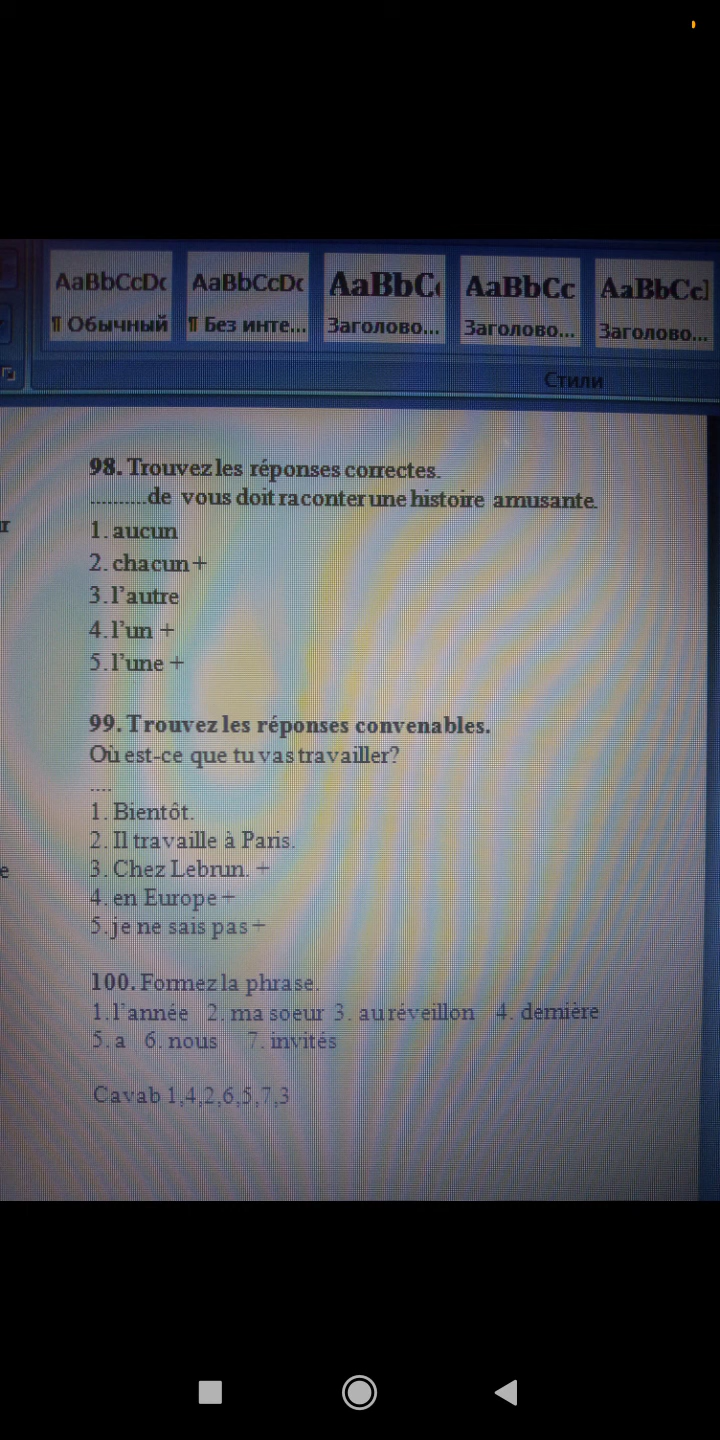 AaBbCcDc AaBbCcDc AaBbC AaBbCc AaBbCc
¶ Обычный ¶ Без инте... Заголово... Заголово... Заголово...
Стили
98. Trouvez les réponses correctes.
..........de vous doit raconter une histoire amusante.
1. aucun
2. chacun +
3. l'autre
4. l'un +
5. l'une +
99. Trouvez les réponses convenables.
Où est-ce que tu vas travailler?
....
1. Bientôt.
2. Il travaille à Paris.
3. Chez Lebrun. +
4. en Europe +
5. je ne sais pas +
100. Formez la phrase.
1. l'année 2. ma soeur 3. au réveillon 4. dernière
5. a 6. nous 7. invités
Cavab 1,4,2,6,5,7,3